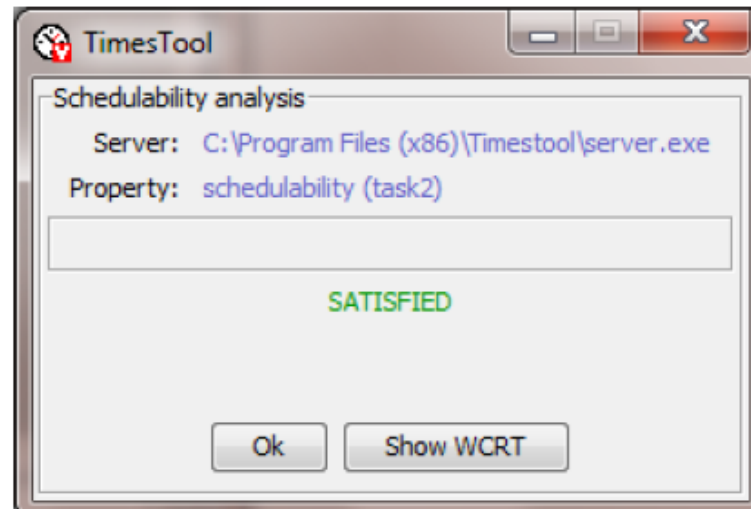 TimesTool
Schedulability analysis
Server: C:\Program Files (x86)\Timestool\server.exe
Property: schedulability (task2)
SATISFIED
Ok Show WCRT